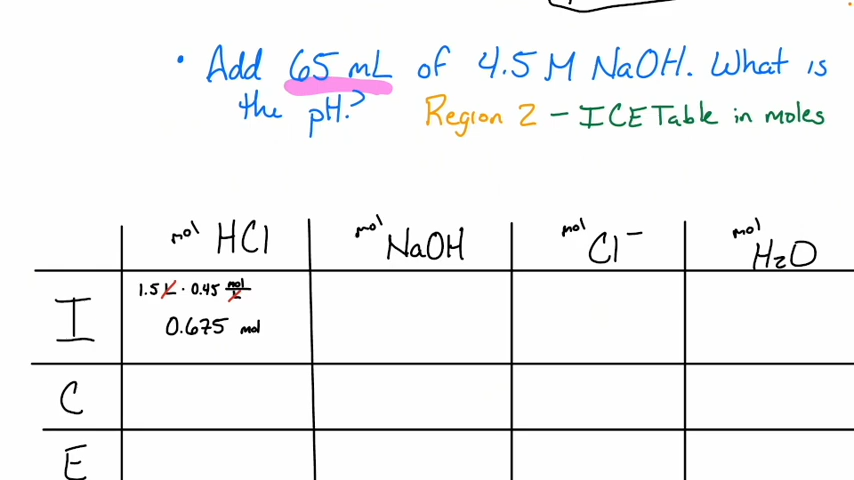 • Add 65 mL of 4.5 M NaOH. What is
the pH? Region 2 - ICE Table in moles
mol HCl mol NaOH mol Cl⁻ mol H₂O
I
1.5 L · 0.45 mol/L
0.675 mol
C
E